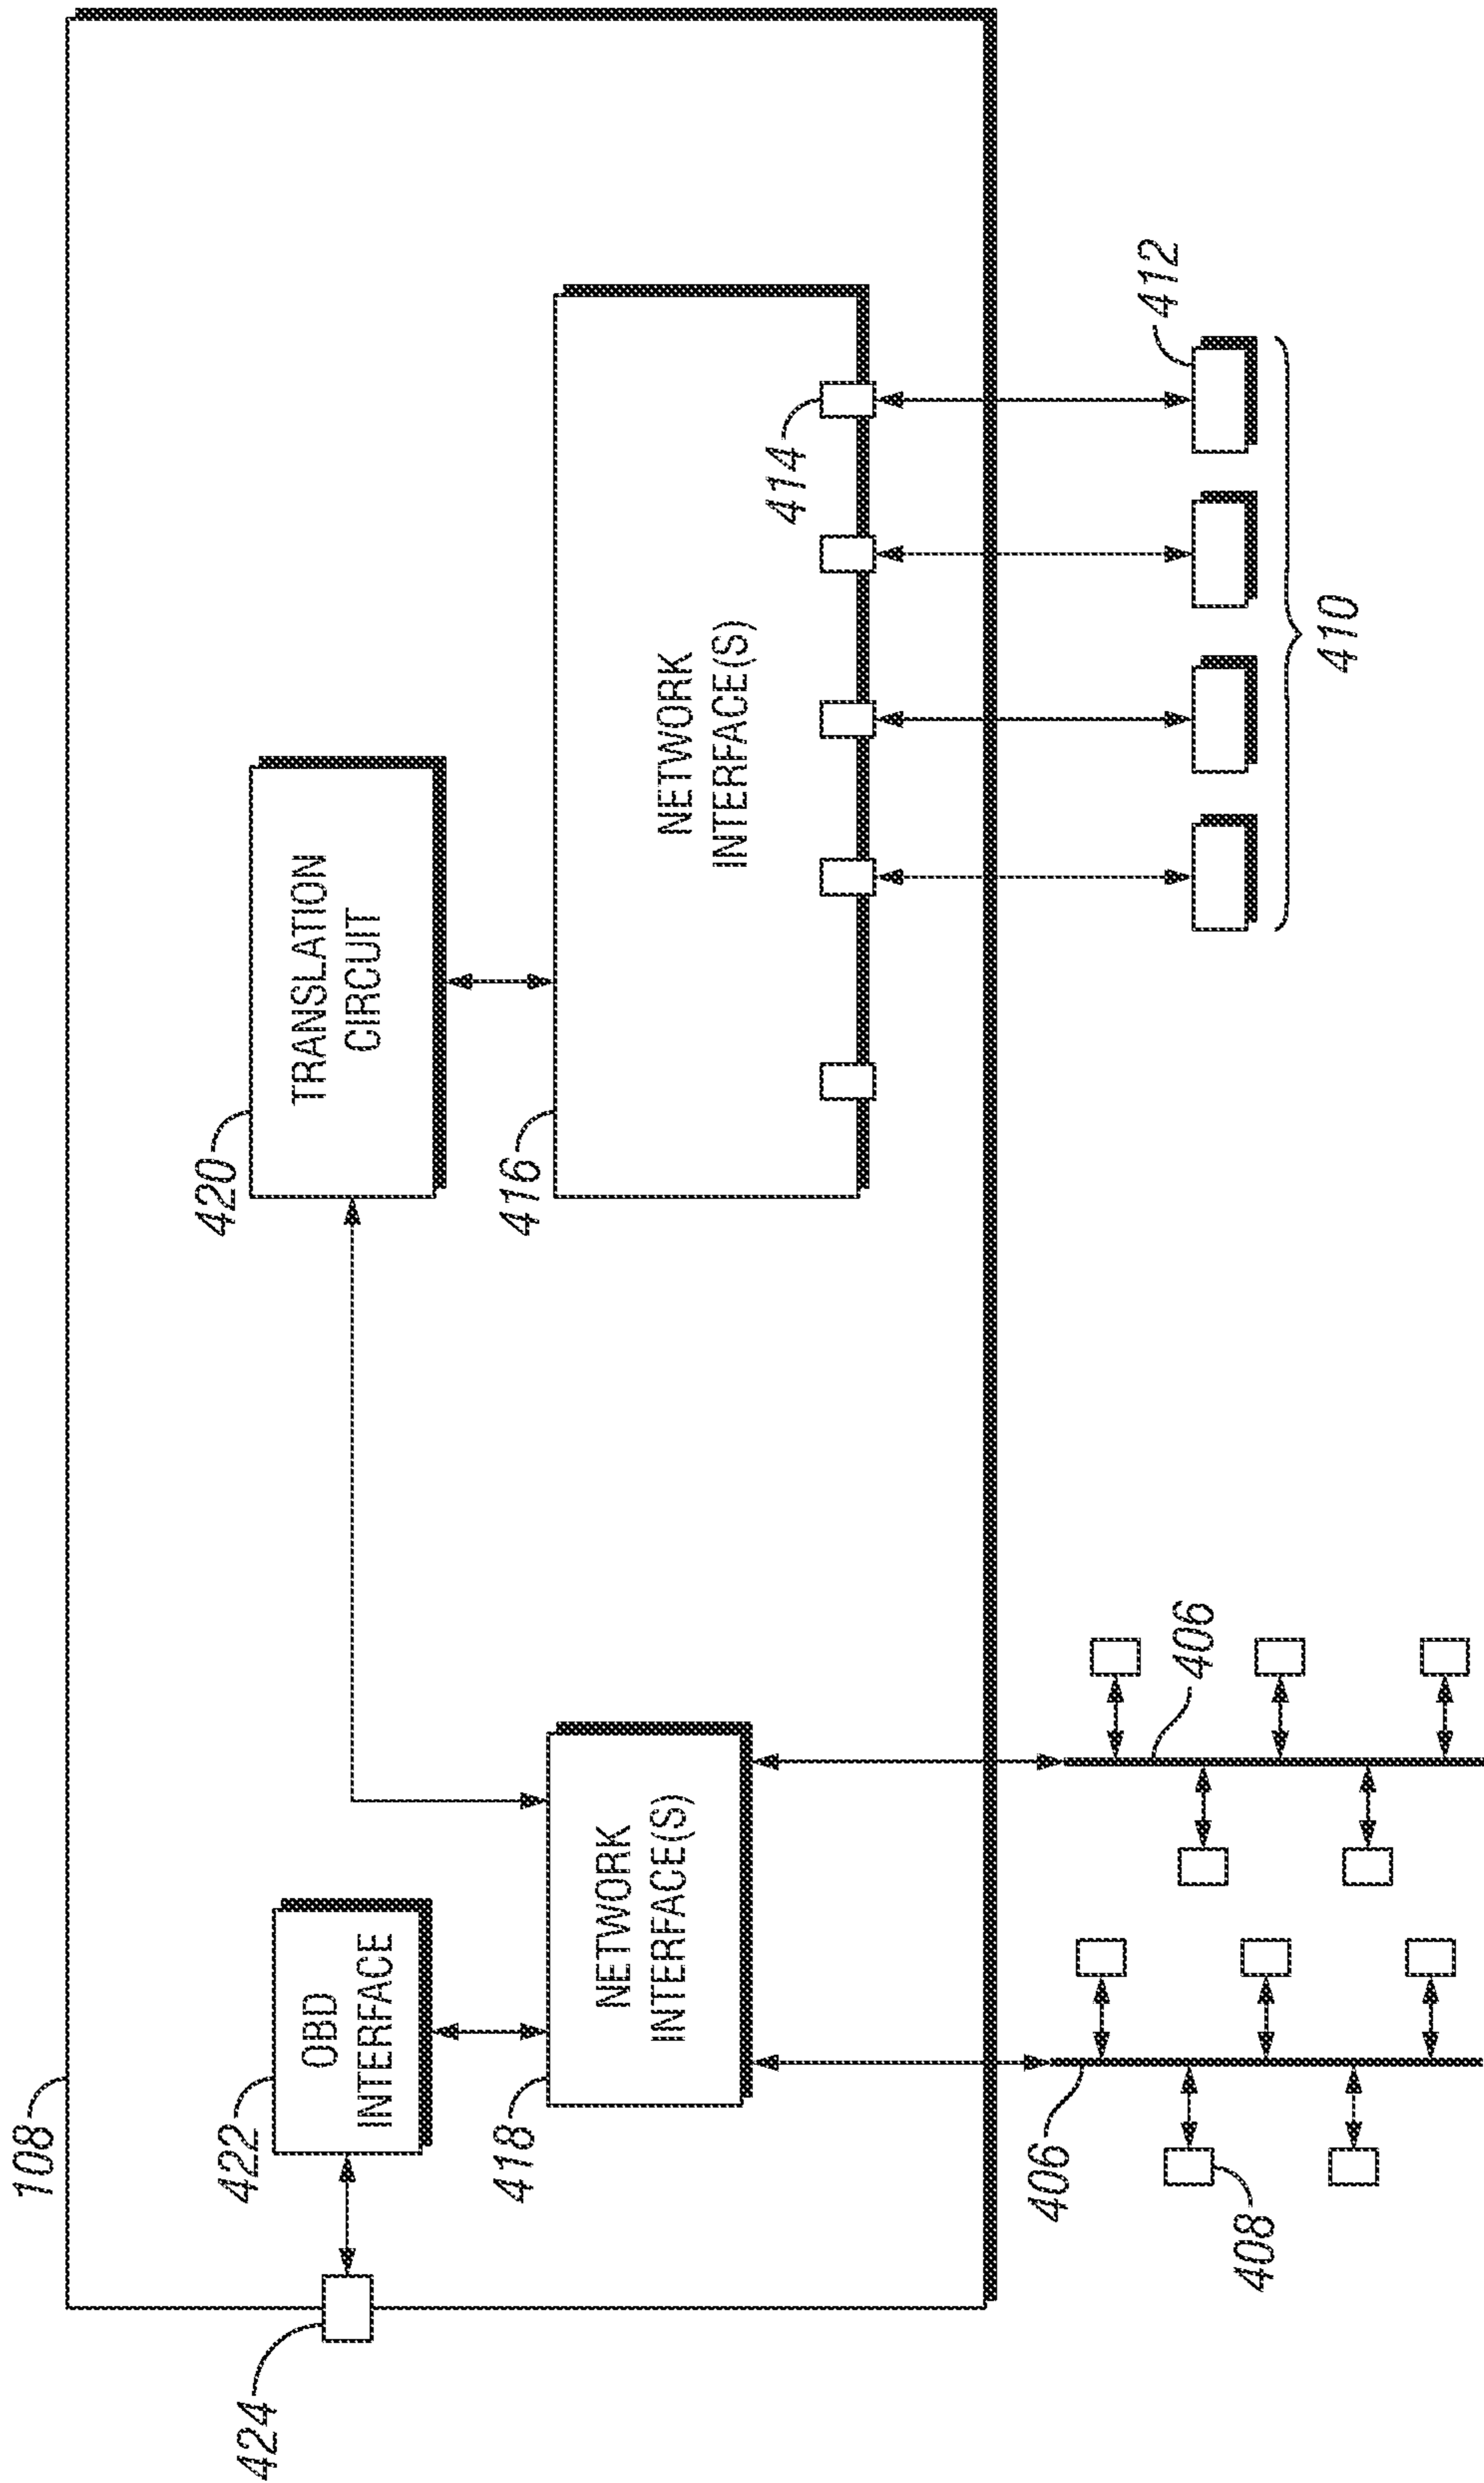 108
424
422
OBD
INTERFACE
420
TRANSLATION
CIRCUIT
418
NETWORK
INTERFACE(S)
416
NETWORK
INTERFACE(S)
414
406
406
408
412
410